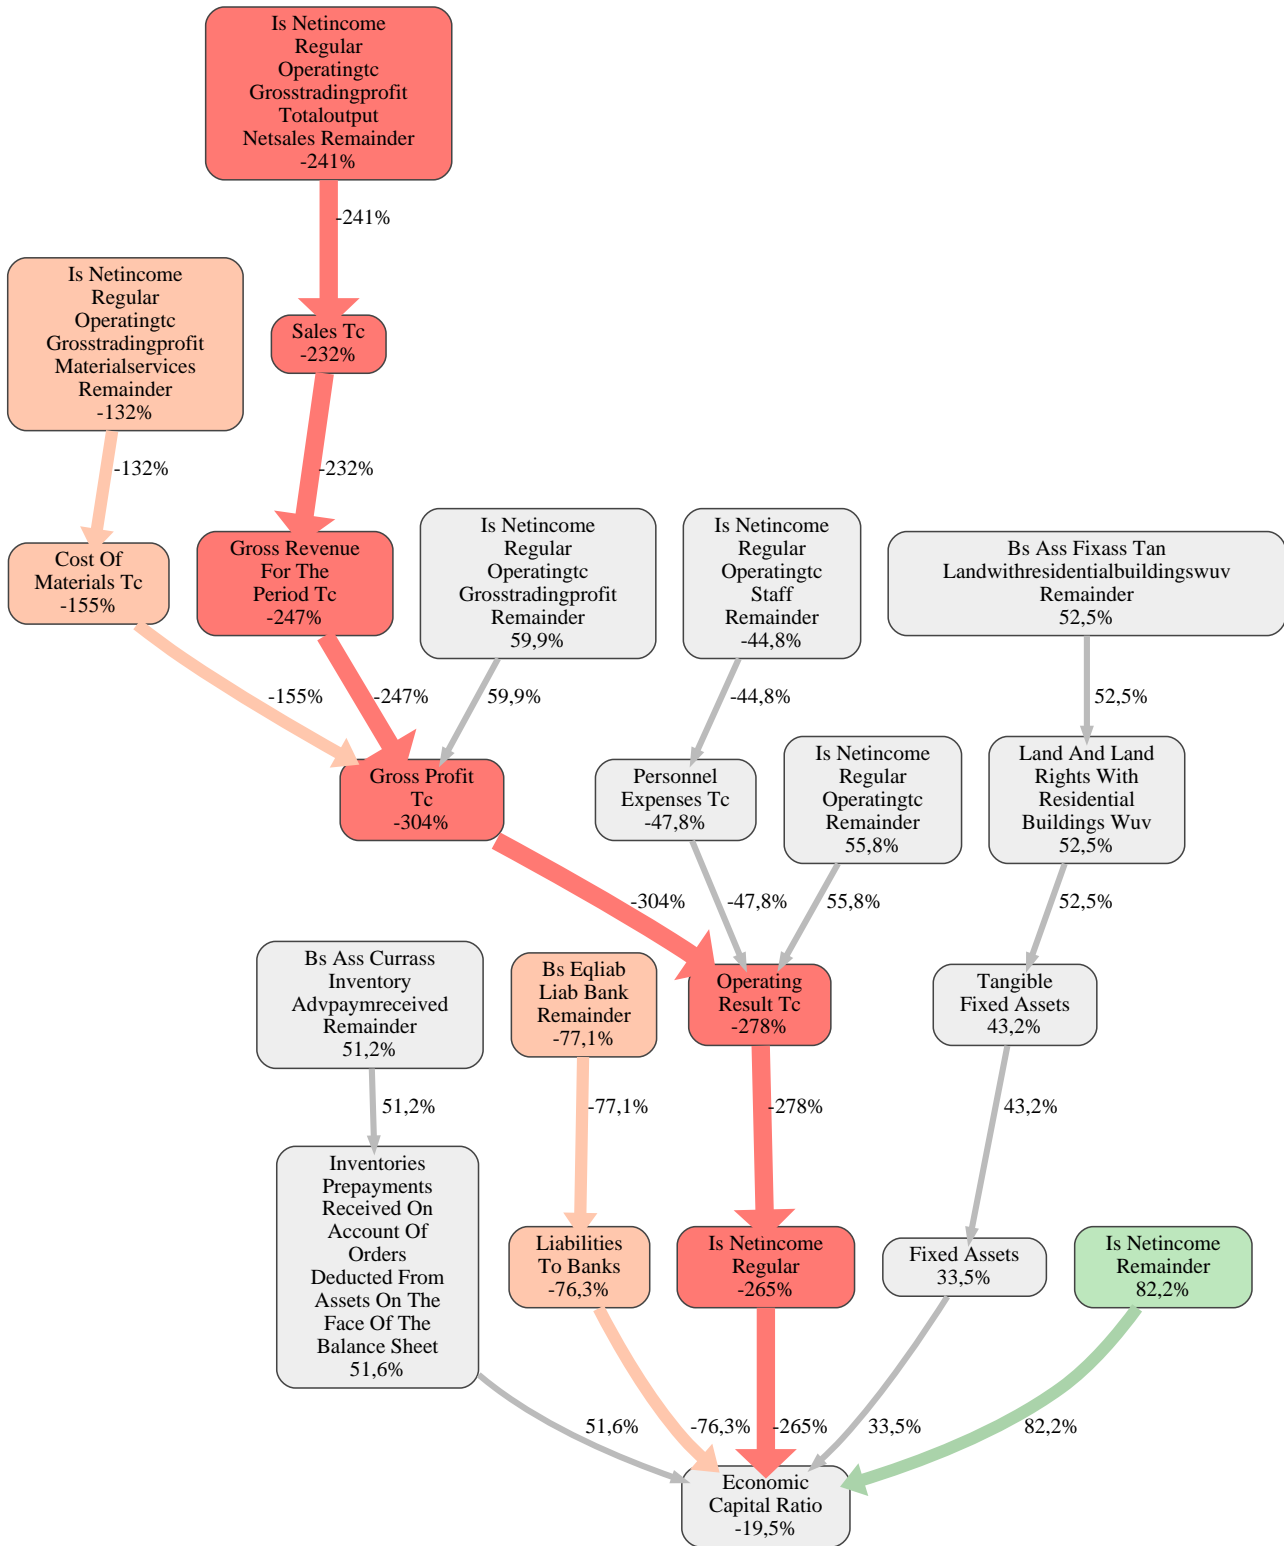 Is Netincome
Regular
Operatingtc
Grosstradingprofit
Totaloutput
Netsales Remainder
-241%
-241%
Is Netincome
Regular
Operatingtc
Grosstradingprofit
Materialservices
Remainder
-132%
Sales Tc
-232%
-132%
-232%
Cost Of
Materials Tc
-155%
Gross Revenue
For The
Period Tc
-247%
Is Netincome
Regular
Operatingtc
Grosstradingprofit
Remainder
59,9%
Is Netincome
Regular
Operatingtc
Staff
Remainder
-44,8%
Bs Ass Fixass Tan
Landwithresidentialbuildingswuv
Remainder
52,5%
-155%
-247%
59,9%
-44,8%
52,5%
Gross Profit
Tc
-304%
Personnel
Expenses Tc
-47,8%
Is Netincome
Regular
Operatingtc
Remainder
55,8%
Land And Land
Rights With
Residential
Buildings Wuv
52,5%
-304%
-47,8%
55,8%
52,5%
Bs Ass Currass
Inventory
Advpaymreceived
Remainder
51,2%
Bs Eqliab
Liab Bank
Remainder
-77,1%
Operating
Result Tc
-278%
Tangible
Fixed Assets
43,2%
51,2%
-77,1%
-278%
43,2%
Inventories
Prepayments
Received On
Account Of
Orders
Deducted From
Assets On The
Face Of The
Balance Sheet
51,6%
Liabilities
To Banks
-76,3%
Is Netincome
Regular
-265%
Fixed Assets
33,5%
Is Netincome
Remainder
82,2%
51,6%
-76,3%
-265%
33,5%
82,2%
Economic
Capital Ratio
-19,5%